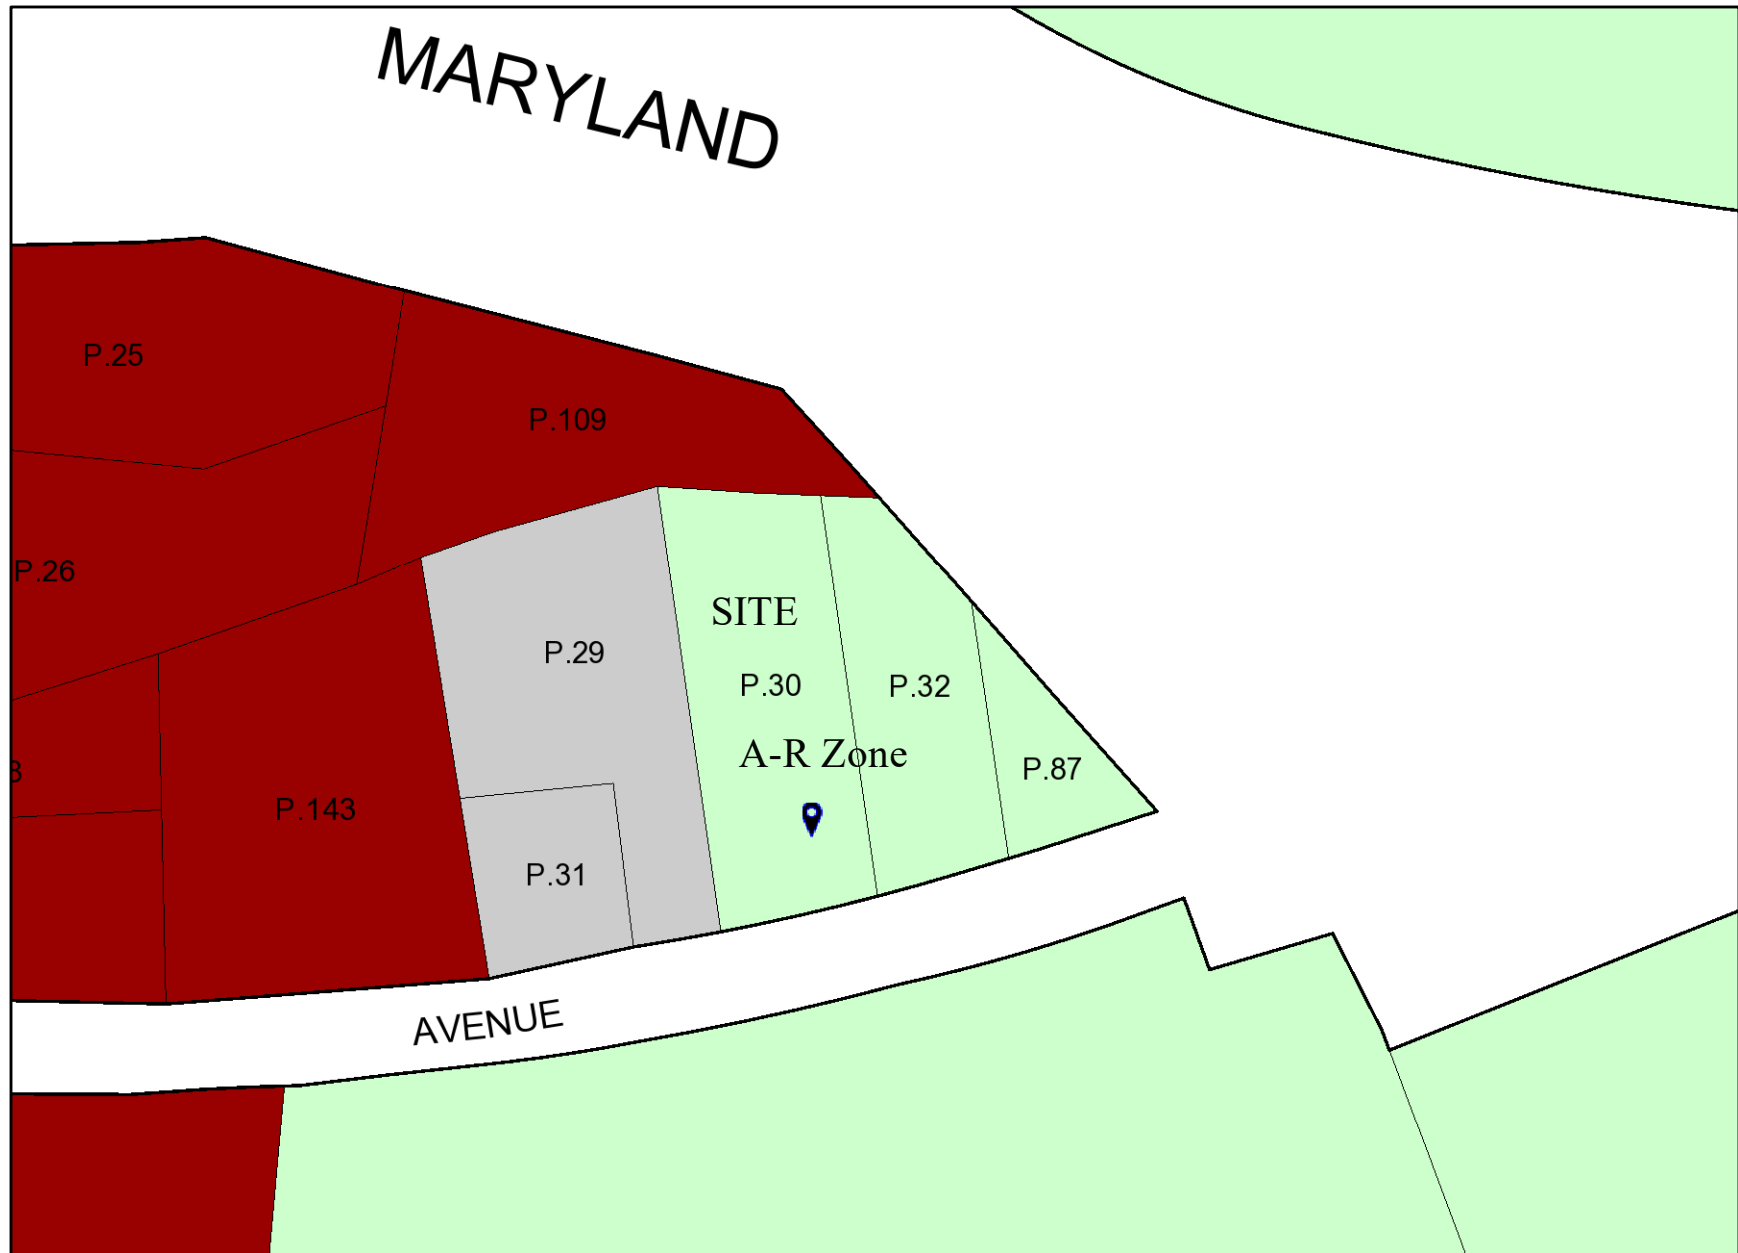 MARYLAND
P.25
P.109
P.26
SITE
P.29
P.30
P.32
A-R Zone
P.87
P.143
P.31
AVENUE